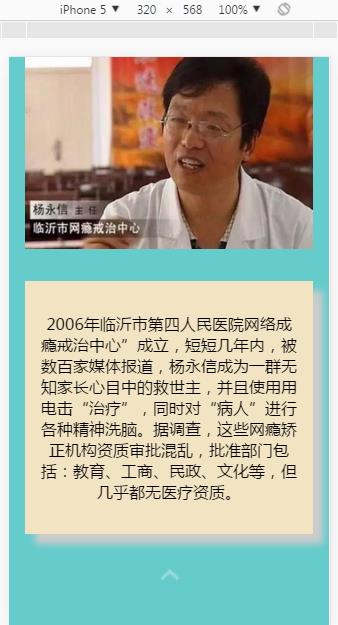 iPhone 5 ▼ 320 × 568 100% ▼
杨永信 主 任
临沂市网瘾戒治中心
2006年临沂市第四人民医院网络成
瘾戒治中心”成立，短短几年内，被
数百家媒体报道，杨永信成为一群无
知家长心目中的救世主，并且使用用
电击“治疗”，同时对“病人”进行
各种精神洗脑。据调查，这些网瘾矫
正机构资质审批混乱，批准部门包
括：教育、工商、民政、文化等，但
几乎都无医疗资质。